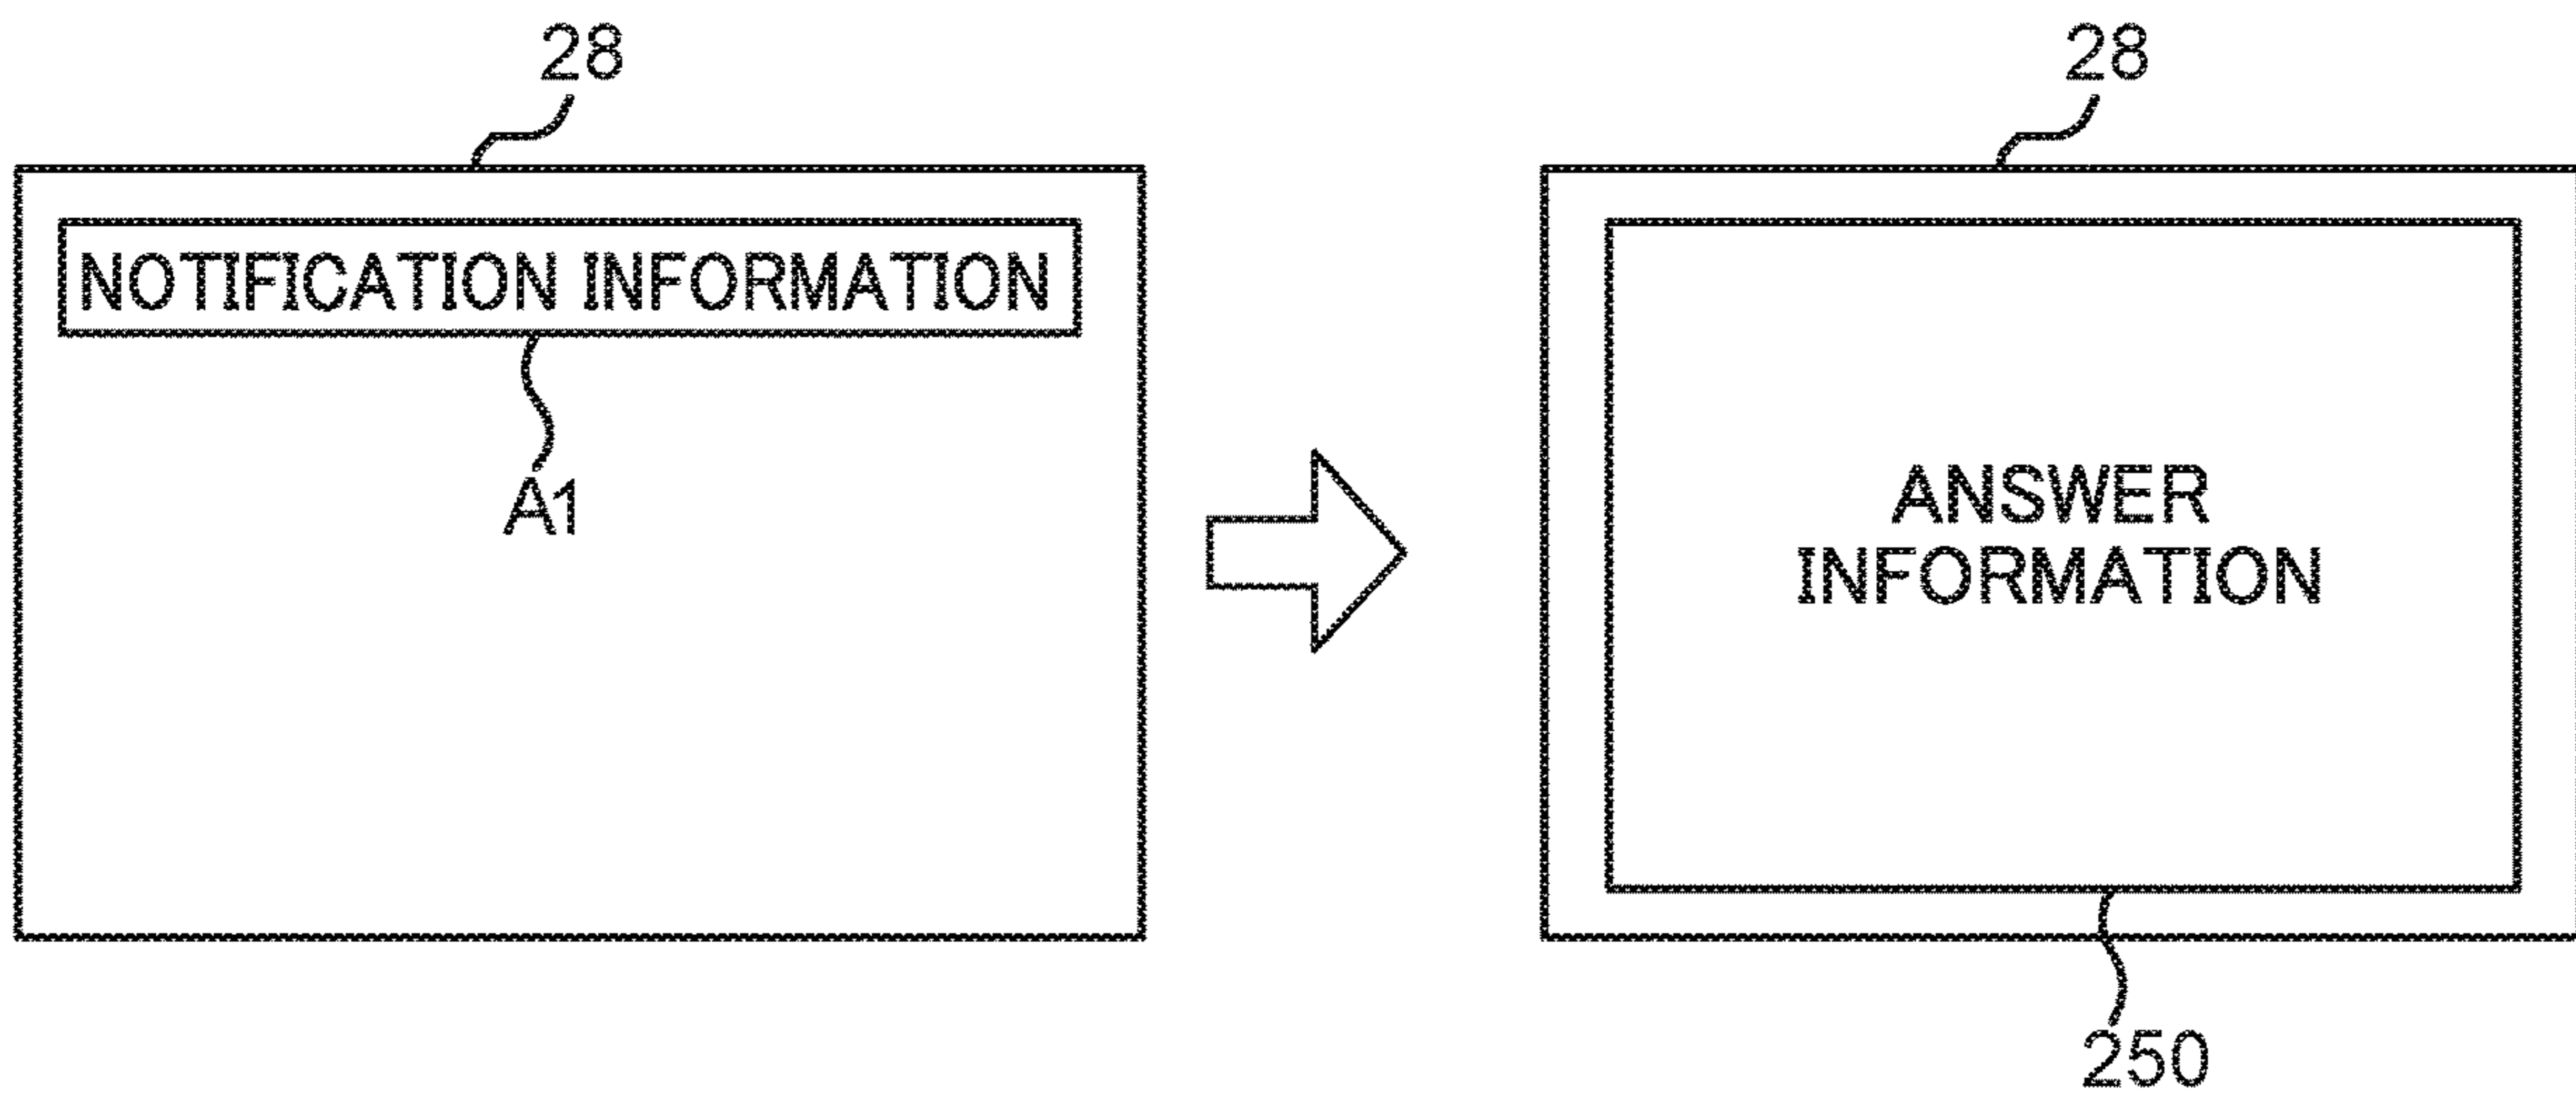 28
NOTIFICATION INFORMATION
A1
28
ANSWER
INFORMATION
250